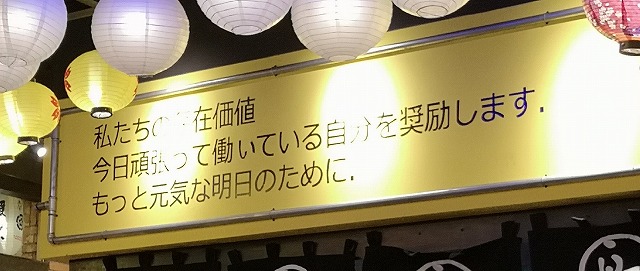 私たちの存在価値
今日頑張って働いている自分を奨励します.
もっと元気な明日のために.